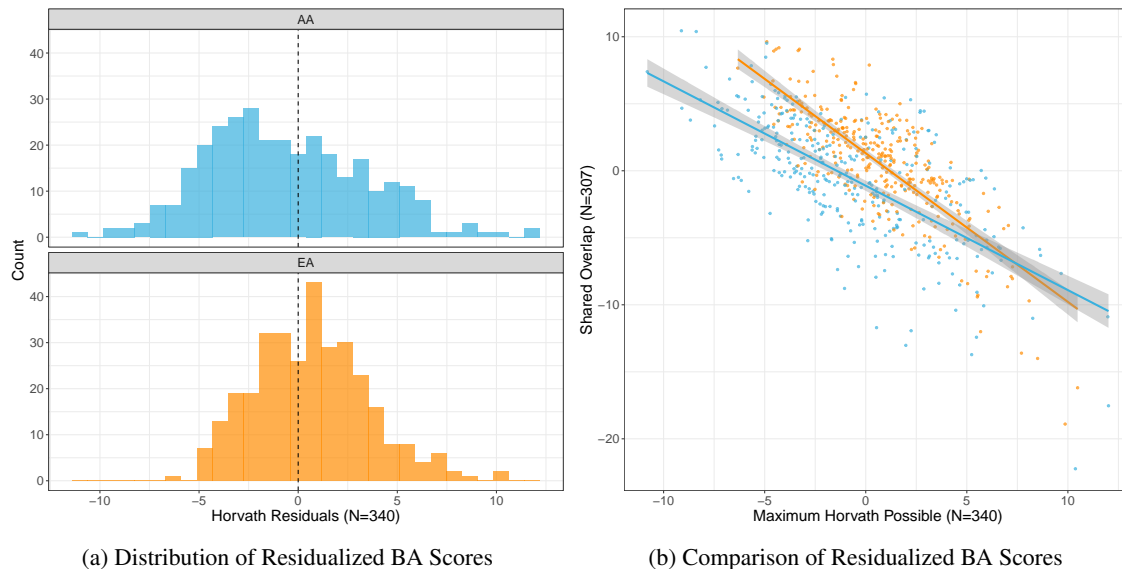 AA
40
30
20
10
0
EA
40
30
20
10
0
Count
−10 −5 0 5 10
Horvath Residuals (N=340)
10
0
−10
−20
Shared Overlap (N=307)
−5 0 5 10
Maximum Horvath Possible (N=340)
(a) Distribution of Residualized BA Scores
(b) Comparison of Residualized BA Scores